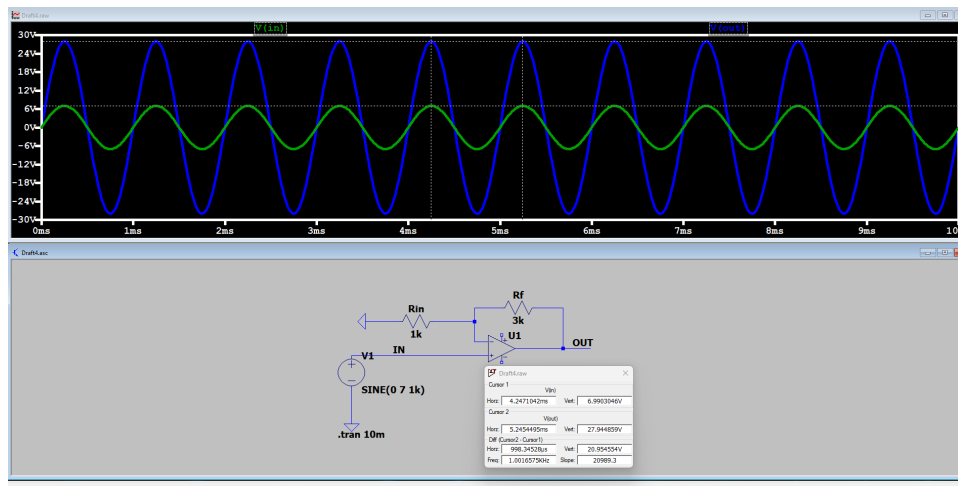 Draft4.raw
V(in) V(out)
30V
24V
18V
12V
6V
0V
-6V
-12V
-18V
-24V
-30V
0ms 1ms 2ms 3ms 4ms 5ms 6ms 7ms 8ms 9ms 10
Draft4.asc
Rf
Rin
3k
1k
U1
OUT
IN
V1
SINE(0 7 1k)
.tran 10m
Draft4.raw
Cursor 1
V(in)
Horz: 4.2471042ms Vert: 6.9903046V
Cursor 2
V(out)
Horz: 5.2454495ms Vert: 27.944859V
Diff (Cursor2 - Cursor1)
Horz: 998.34528µs Vert: 20.954554V
Freq: 1.0016575KHz Slope: 20989.3